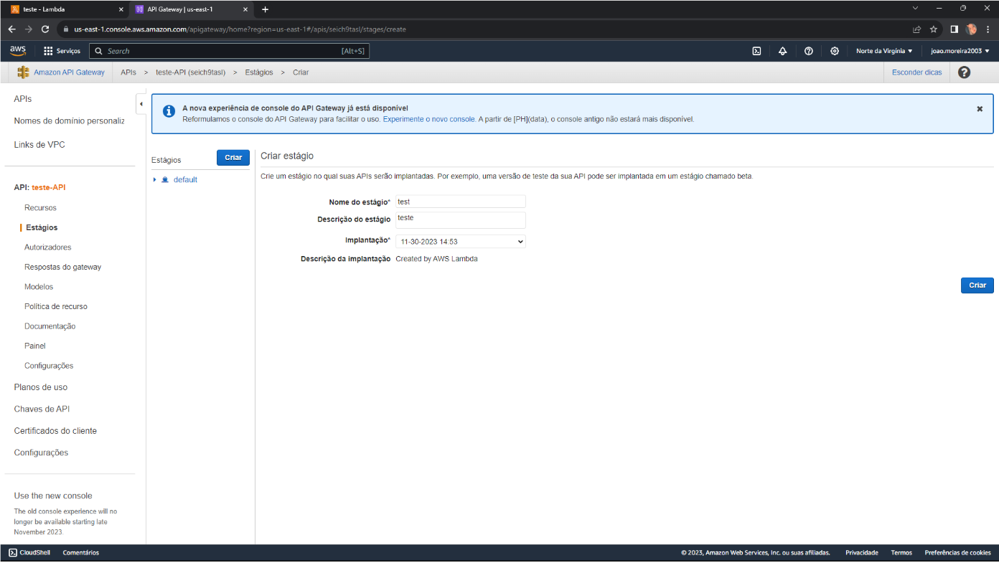 teste - Lambda
API Gateway | us-east-1
us-east-1.console.aws.amazon.com/apigateway/home?region=us-east-1#/apis/seich9tasl/stages/create
aws
Serviços
Search
[Alt+S]
Norte da Virgínia
joao.moreira2003
Amazon API Gateway
APIs > teste-API (seich9tasl) > Estágios > Criar
Esconder dicas
APIs
Nomes de domínio personaliz
Links de VPC
API: teste-API
Recursos
Estágios
Autorizadores
Respostas do gateway
Modelos
Política de recurso
Documentação
Painel
Configurações
Planos de uso
Chaves de API
Certificados do cliente
Configurações
Use the new console
The old console experience will no
longer be available starting late
November 2023.
A nova experiência de console do API Gateway já está disponível
Reformulamos o console do API Gateway para facilitar o uso. Experimente o novo console. A partir de [PH](data), o console antigo não estará mais disponível.
Estágios
Criar
default
Criar estágio
Crie um estágio no qual suas APIs serão implantadas. Por exemplo, uma versão de teste da sua API pode ser implantada em um estágio chamado beta.
Nome do estágio* test
Descrição do estágio teste
Implantação* 11-30-2023 14:53
Descrição da implantação Created by AWS Lambda
Criar
CloudShell
Comentários
© 2023, Amazon Web Services, Inc. ou suas afiliadas.
Privacidade
Termos
Preferências de cookies